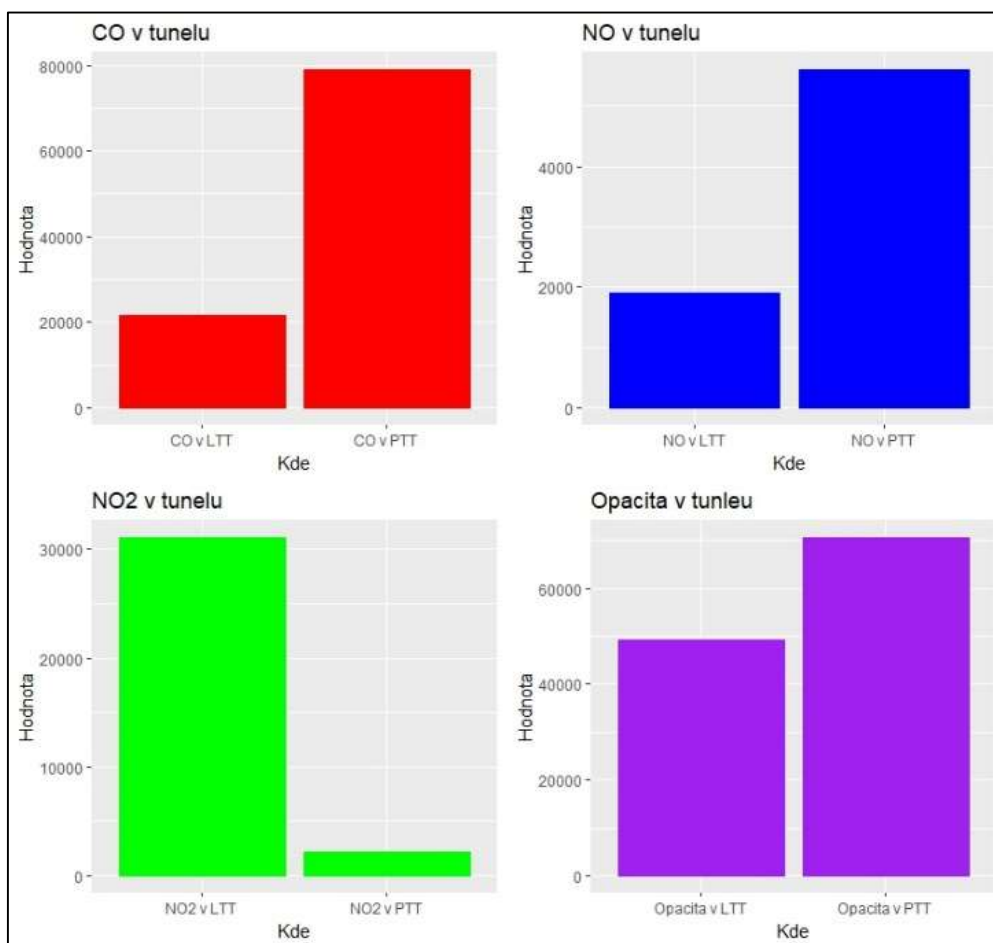 CO v tunelu
80000
60000
40000
20000
0
Hodnota
CO v LTT CO v PTT
Kde
NO v tunelu
4000
2000
0
Hodnota
NO v LTT NO v PTT
Kde
NO2 v tunelu
30000
20000
10000
0
Hodnota
NO2 v LTT NO2 v PTT
Kde
Opacita v tunleu
60000
40000
20000
0
Hodnota
Opacita v LTT Opacita v PTT
Kde